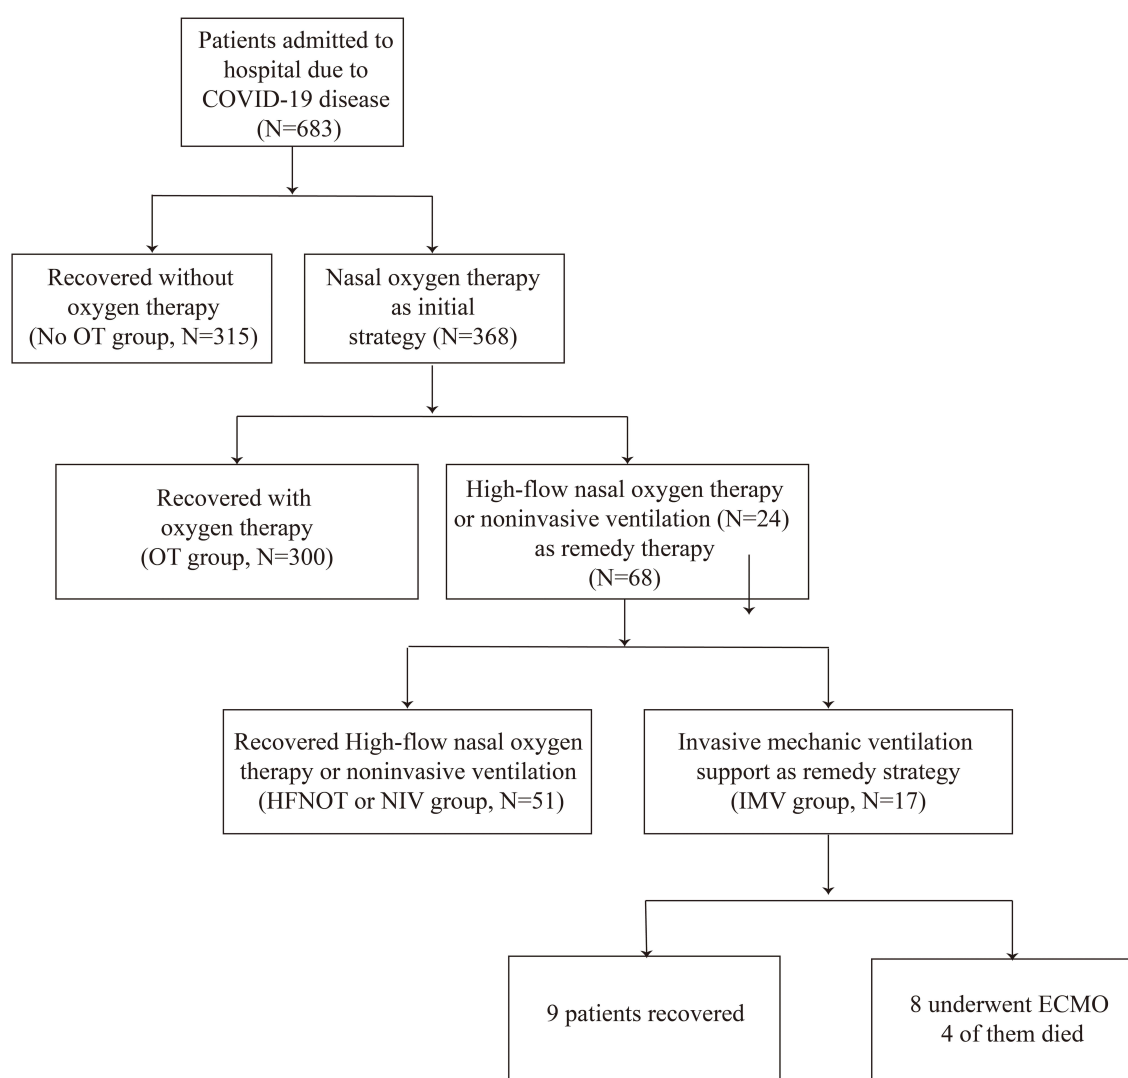 Patients admitted to
hospital due to
COVID-19 disease
(N=683)
Recovered without
oxygen therapy
(No OT group, N=315)
Nasal oxygen therapy
as initial
strategy (N=368)
Recovered with
oxygen therapy
(OT group, N=300)
High-flow nasal oxygen therapy
or noninvasive ventilation (N=24)
as remedy therapy
(N=68)
Recovered High-flow nasal oxygen
therapy or noninvasive ventilation
(HFNOT or NIV group, N=51)
Invasive mechanic ventilation
support as remedy strategy
(IMV group, N=17)
9 patients recovered
8 underwent ECMO
4 of them died